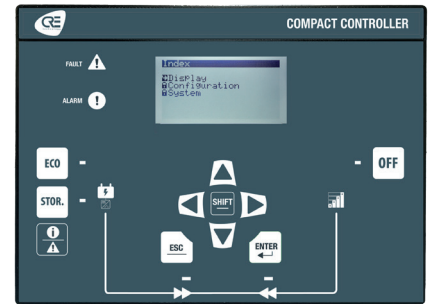 CRE
COMPACT CONTROLLER
FAULT
ALARM
Index
Display
Configuration
System
ECO
OFF
STOR.
SHIFT
ESC
ENTER